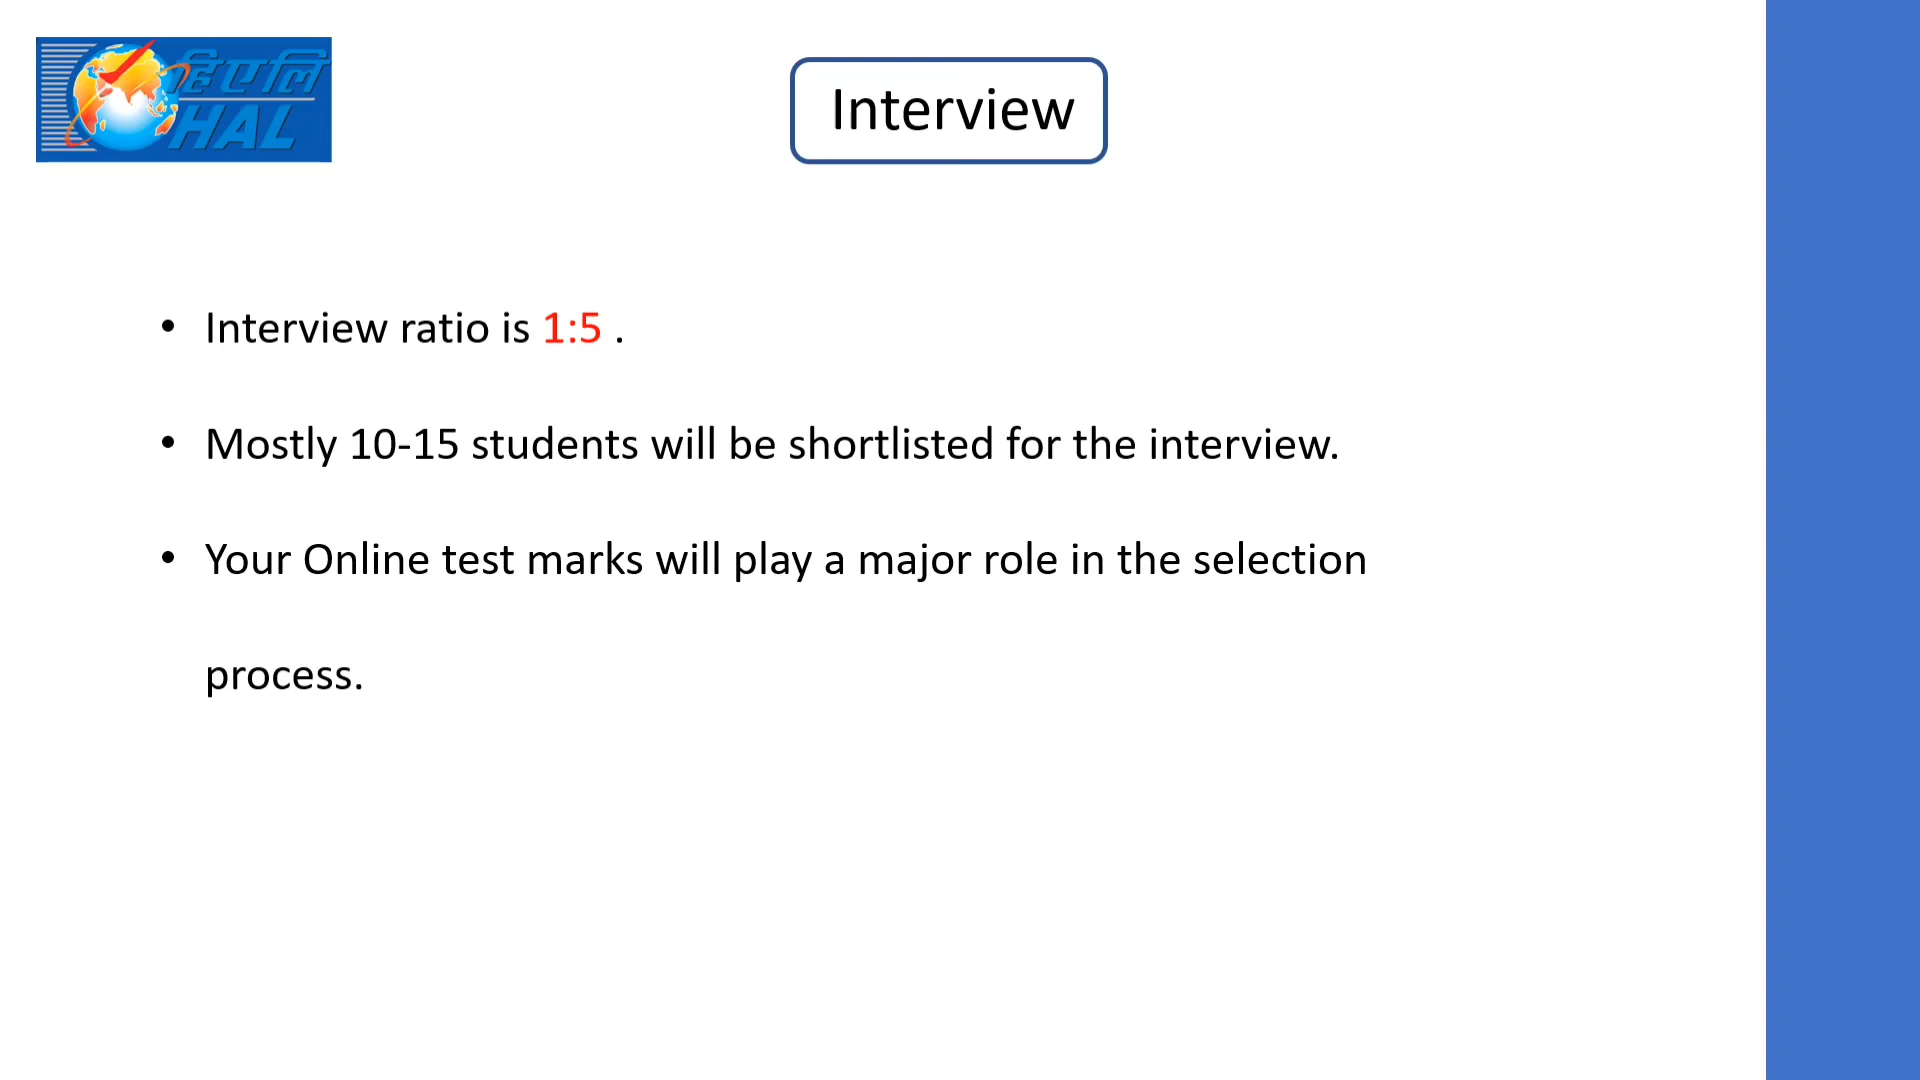 हिएलि
HAL
Interview
• Interview ratio is 1:5 .
• Mostly 10-15 students will be shortlisted for the interview.
• Your Online test marks will play a major role in the selection
process.